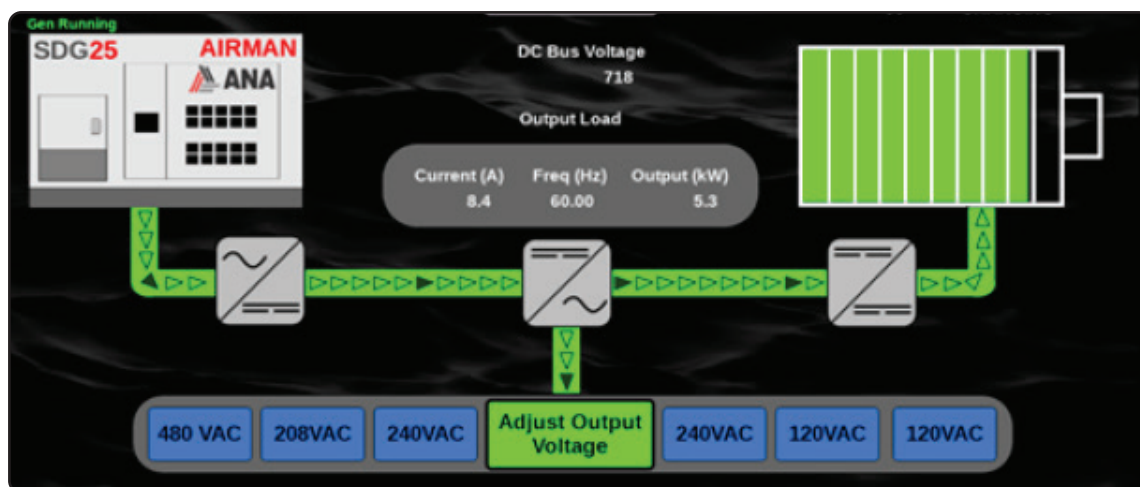 Gen Running
SDG25 AIRMAN
ANA
DC Bus Voltage
718
Output Load
Current (A) Freq (Hz) Output (kW)
8.4 60.00 5.3
480 VAC 208VAC 240VAC Adjust Output Voltage 240VAC 120VAC 120VAC